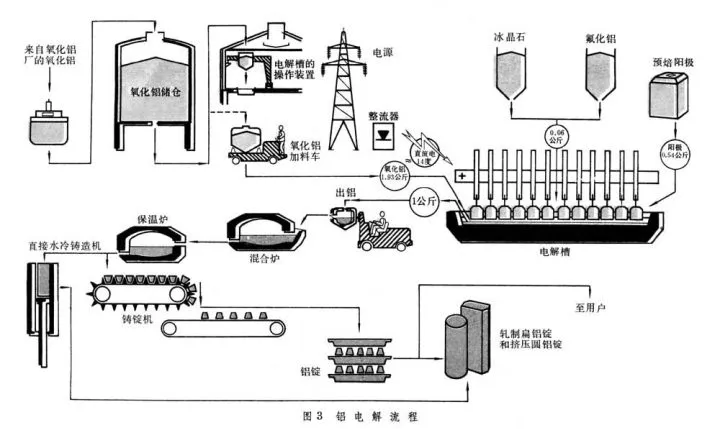 来自氧化铝
厂的氧化铝
氧化铝储仓
电解槽的
操作装置
电源
整流器
氧化铝
加料车
直流电
14度
冰晶石
氟化铝
预焙阳极
0.06
公斤
阳极
0.54公斤
氧化铝
1.93公斤
+
1公斤
出铝
电解槽
保温炉
混合炉
直接水冷铸造机
铸锭机
铝锭
至用户
轧制扁铝锭
和挤压圆铝锭
图3 铝电解流程